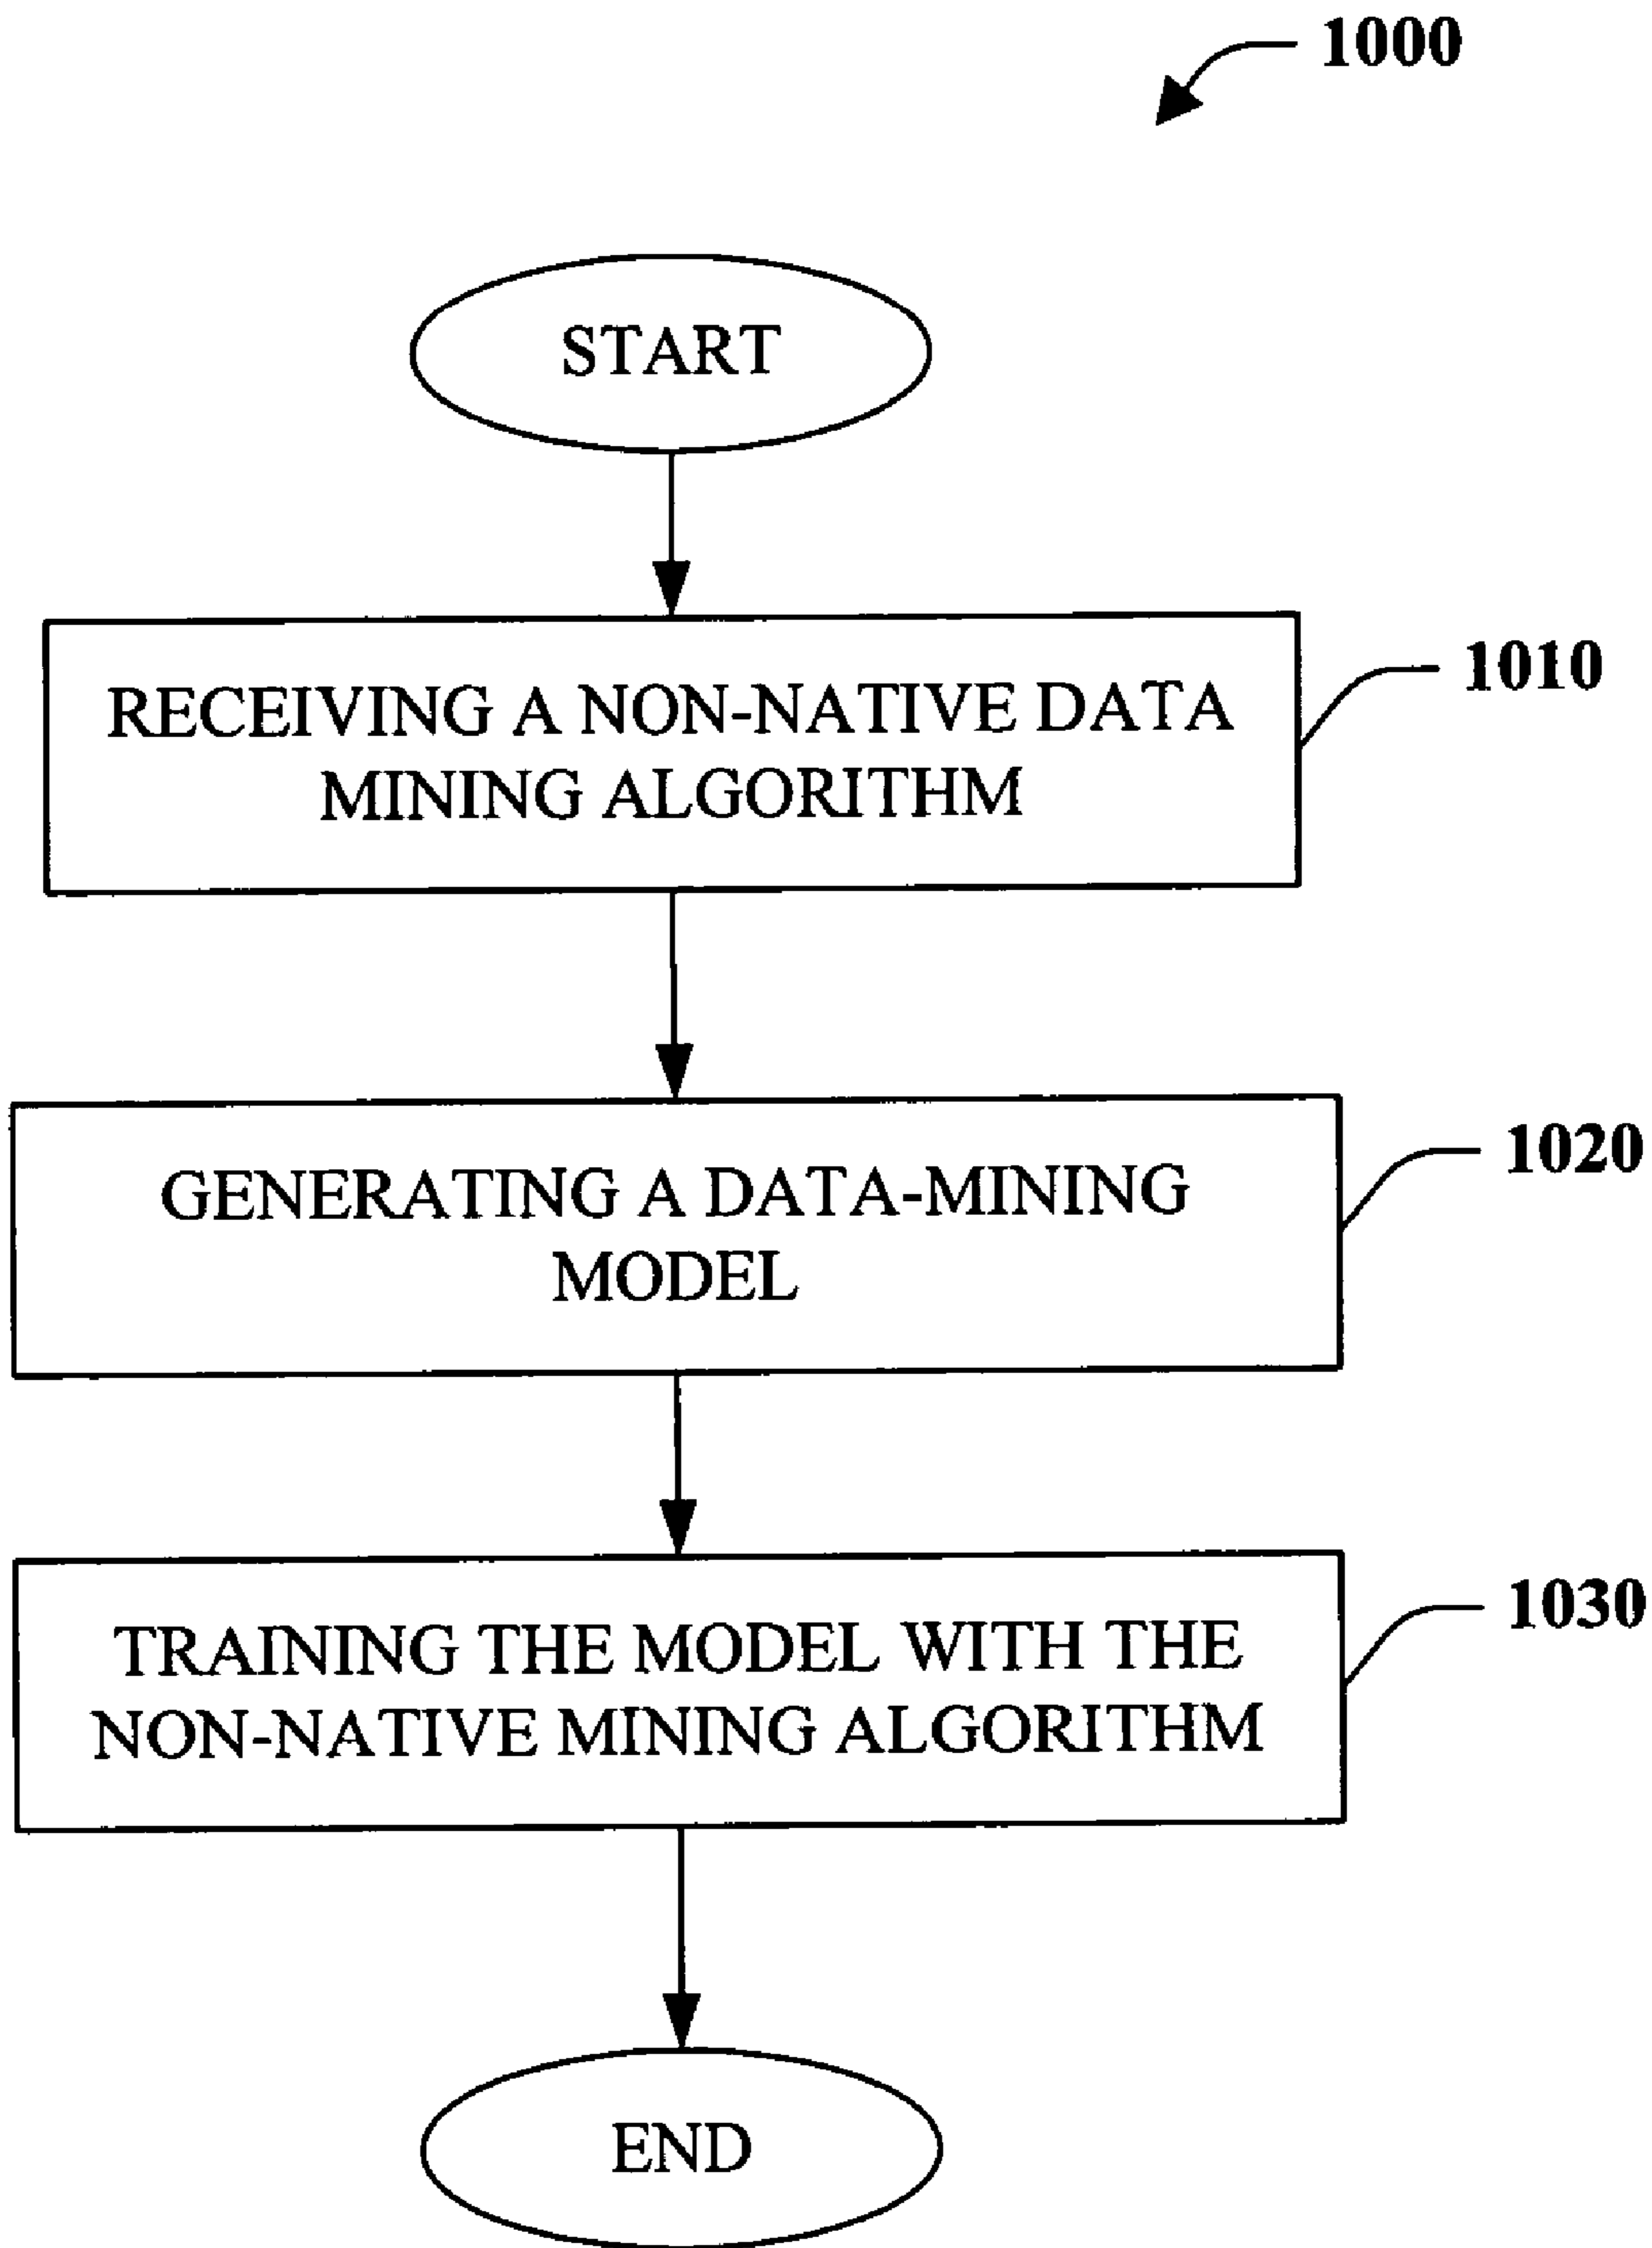 1000
START
RECEIVING A NON-NATIVE DATA
MINING ALGORITHM
1010
GENERATING A DATA-MINING
MODEL
1020
TRAINING THE MODEL WITH THE
NON-NATIVE MINING ALGORITHM
1030
END